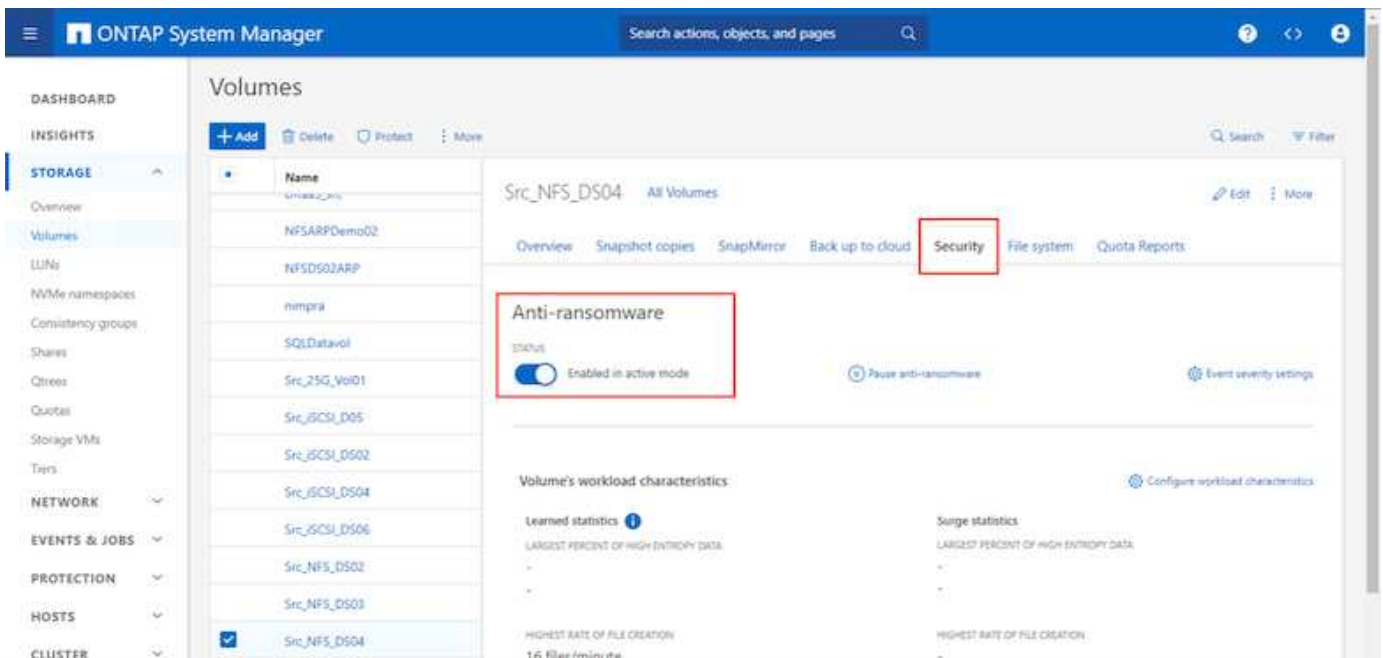 ONTAP System Manager
Search actions, objects, and pages
DASHBOARD
INSIGHTS
STORAGE
Overview
Volumes
LUNs
NVMe namespaces
Consistency groups
Shares
Qtrees
Quotas
Storage VMs
Tiers
NETWORK
EVENTS & JOBS
PROTECTION
HOSTS
CLUSTER
Volumes
+ Add Delete Protect More
Search Filter
Name
NFSARPDemo02
NFSDS02ARP
nimpra
SQLDatavol
Src_25G_Vol01
Src_iSCSI_D05
Src_iSCSI_DS02
Src_iSCSI_DS04
Src_iSCSI_DS06
Src_NFS_DS02
Src_NFS_DS03
Src_NFS_DS04
Src_NFS_DS04 All Volumes
Edit More
Overview Snapshot copies SnapMirror Back up to cloud Security File system Quota Reports
Anti-ransomware
STATUS
Enabled in active mode
Pause anti-ransomware
Event severity settings
Volume's workload characteristics
Configure workload characteristics
Learned statistics
LARGEST PERCENT OF HIGH ENTROPY DATA
-
-
HIGHEST RATE OF FILE CREATION
16 files/minute
Surge statistics
LARGEST PERCENT OF HIGH ENTROPY DATA
-
-
HIGHEST RATE OF FILE CREATION
-